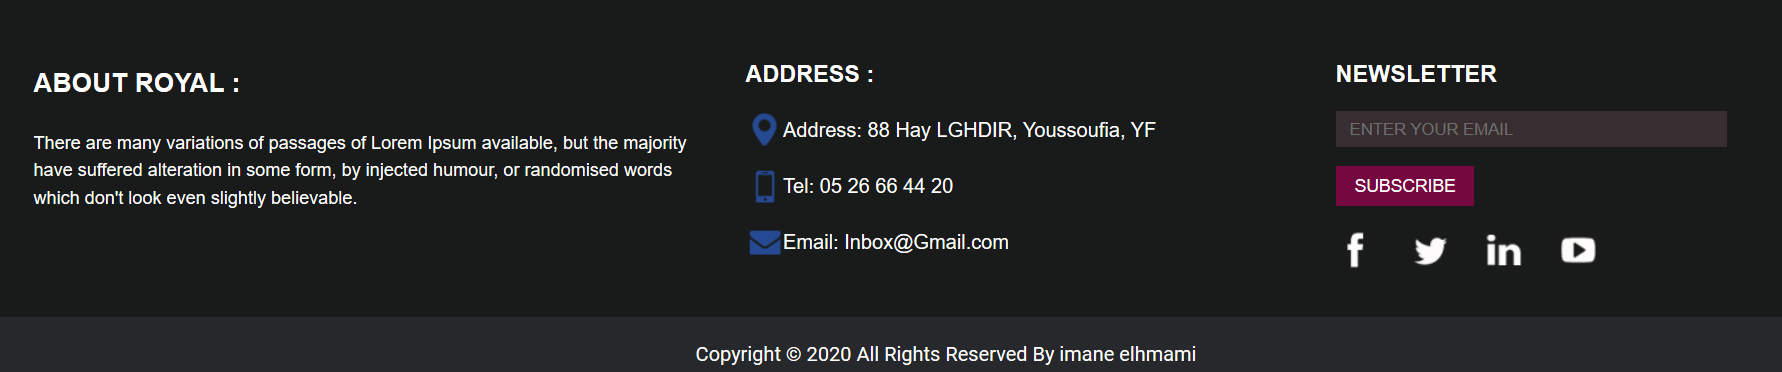 ABOUT ROYAL :
There are many variations of passages of Lorem Ipsum available, but the majority
have suffered alteration in some form, by injected humour, or randomised words
which don't look even slightly believable.
ADDRESS :
Address: 88 Hay LGHDIR, Youssoufia, YF
Tel: 05 26 66 44 20
Email: Inbox@Gmail.com
NEWSLETTER
ENTER YOUR EMAIL
SUBSCRIBE
Copyright © 2020 All Rights Reserved By imane elhmami